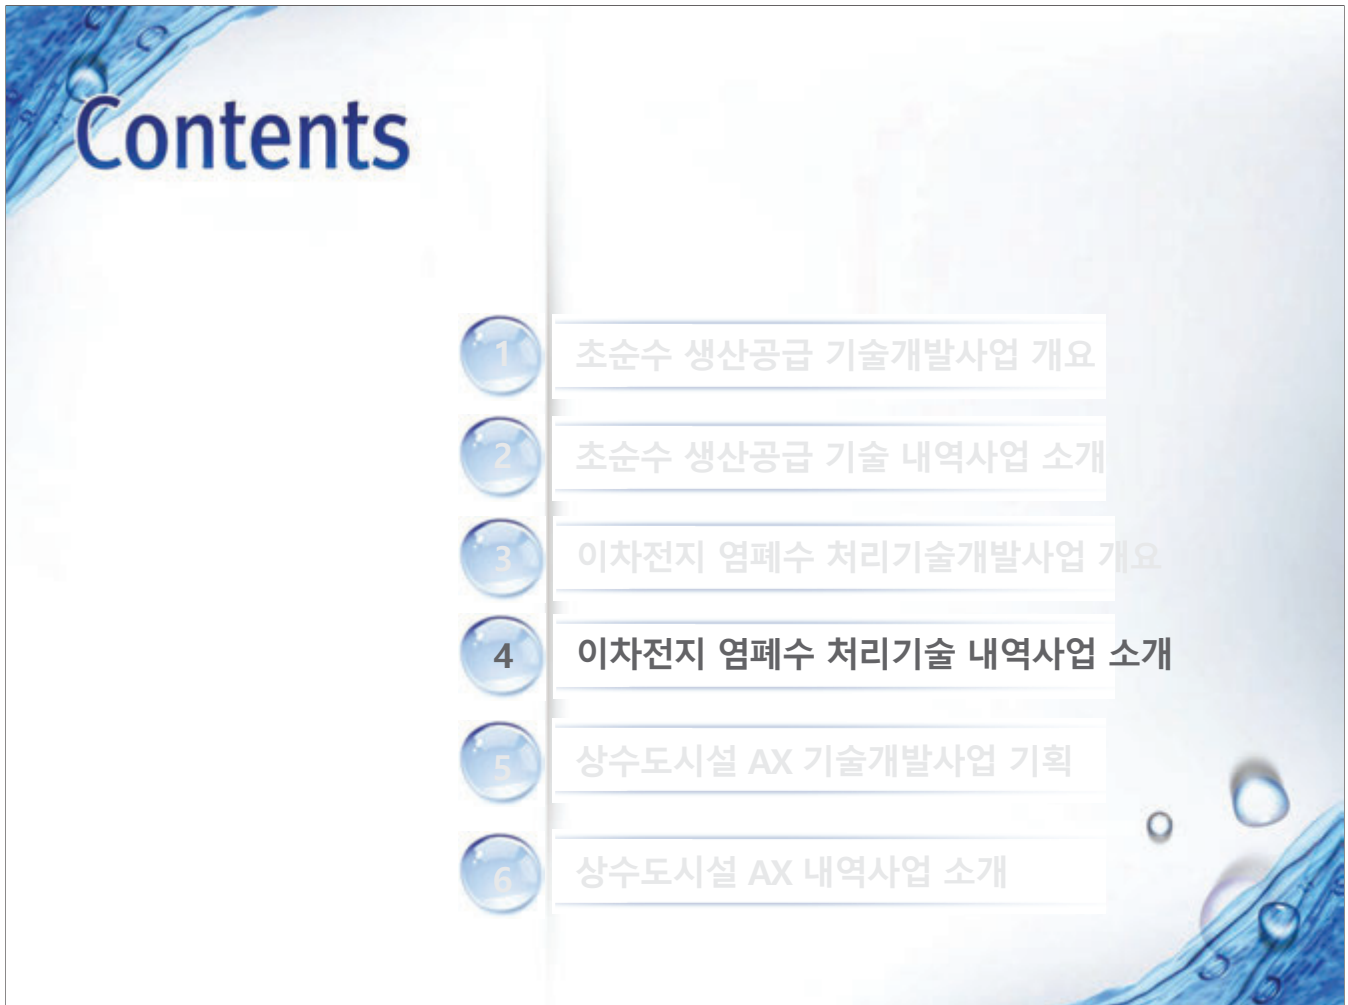 Contents
1 초순수 생산공급 기술개발사업 개요
2 초순수 생산공급 기술 내역사업 소개
3 이차전지 염폐수 처리기술개발사업 개요
4 이차전지 염폐수 처리기술 내역사업 소개
5 상수도시설 AX 기술개발사업 기획
6 상수도시설 AX 내역사업 소개